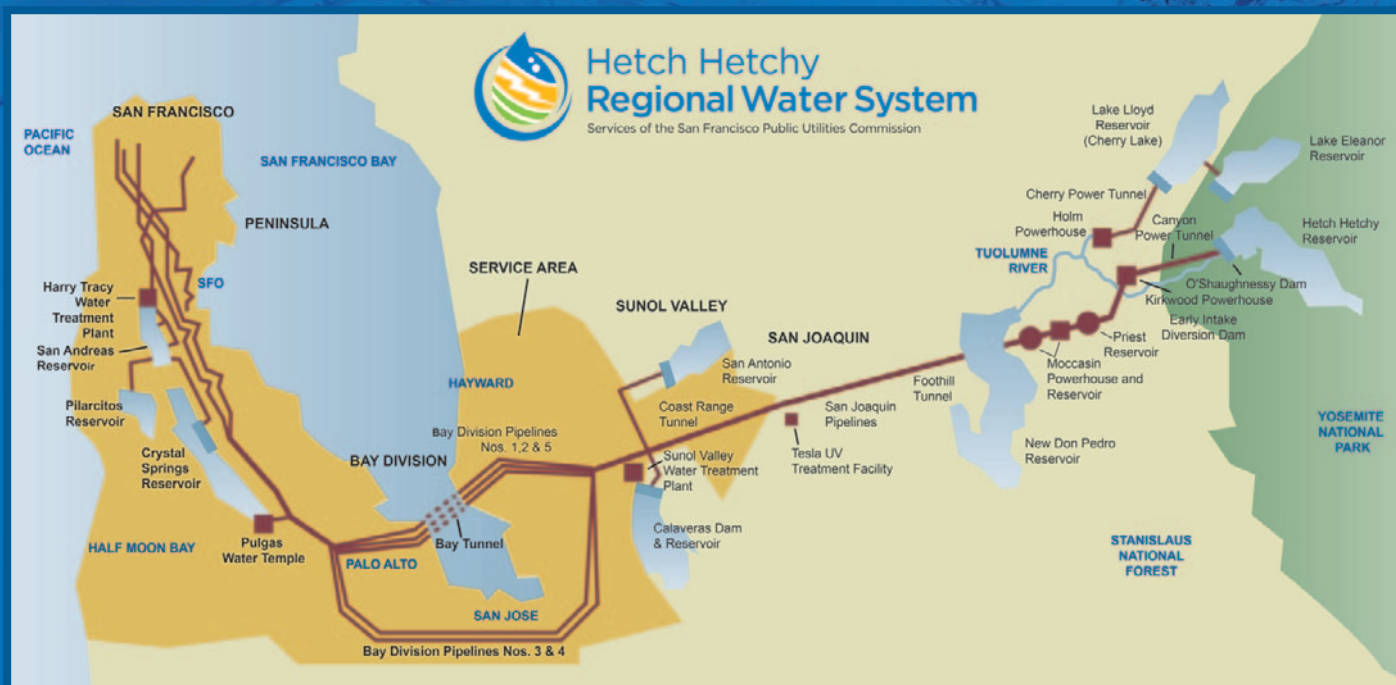 Hetch Hetchy
Regional Water System
Services of the San Francisco Public Utilities Commission
SAN FRANCISCO
PACIFIC
OCEAN
SAN FRANCISCO BAY
PENINSULA
SFO
Harry Tracy
Water
Treatment
Plant
San Andreas
Reservoir
Pilarcitos
Reservoir
Crystal
Springs
Reservoir
HALF MOON BAY
Pulgas
Water Temple
SERVICE AREA
HAYWARD
Bay Division Pipelines
Nos. 1,2 & 5
BAY DIVISION
Bay Tunnel
PALO ALTO
SAN JOSE
Bay Division Pipelines Nos. 3 & 4
SUNOL VALLEY
San Antonio
Reservoir
Coast Range
Tunnel
Sunol Valley
Water Treatment
Plant
Calaveras Dam
& Reservoir
SAN JOAQUIN
San Joaquin
Pipelines
Tesla UV
Treatment Facility
Foothill
Tunnel
New Don Pedro
Reservoir
Moccasin
Powerhouse and
Reservoir
Priest
Reservoir
Early Intake
Diversion Dam
Kirkwood Powerhouse
O'Shaughnessy Dam
Hetch Hetchy
Reservoir
Canyon
Power Tunnel
TUOLUMNE
RIVER
Holm
Powerhouse
Cherry Power Tunnel
Lake Lloyd
Reservoir
(Cherry Lake)
Lake Eleanor
Reservoir
YOSEMITE
NATIONAL
PARK
STANISLAUS
NATIONAL
FOREST